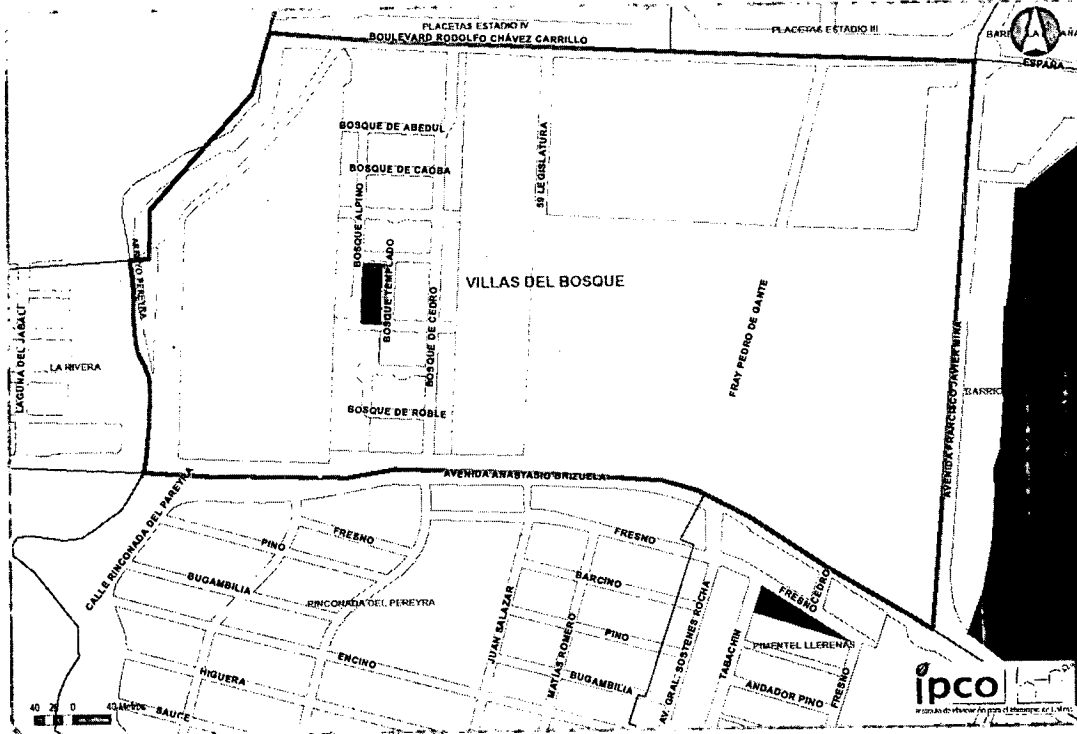 PLACETAS ESTADIO IV
BOULEVARD RODOLFO CHÁVEZ CARRILLO
PLACETAS ESTADIO III
ESPAÑA
BOSQUE DE ABEDUL
BOSQUE DE CAOBA
59 LEGISLATURA
BOSQUE ALPINO
BOSQUE TEMPLADO
VILLAS DEL BOSQUE
BOSQUE DE CEDRO
FRAY PEDRO DE GANTE
AVENIDA FRANCISCO JAVIER MINA
LAGUNA DEL JABALÍ
LA RIVERA
BOSQUE DE ROBLE
AVENIDA ANASTASIO BRIZUELA
CALLE RINCONADA DEL PAREYRA
PINO
FRESNO
BUGAMBILIA
RINCONADA DEL PEREYRA
ENCINO
HIGUERA
SAUCE
JUAN SALAZAR
MATÍAS ROMERO
FRESNO
BARCINO
PINO
BUGAMBILIA
AV. GRAL. SOSTENES ROCHA
TABACHIN
FRESNO
CEDRO
PIMENTEL LLERENAS
ANDADOR PINO
FRESNO
40 20 0 40 Metros
ipco